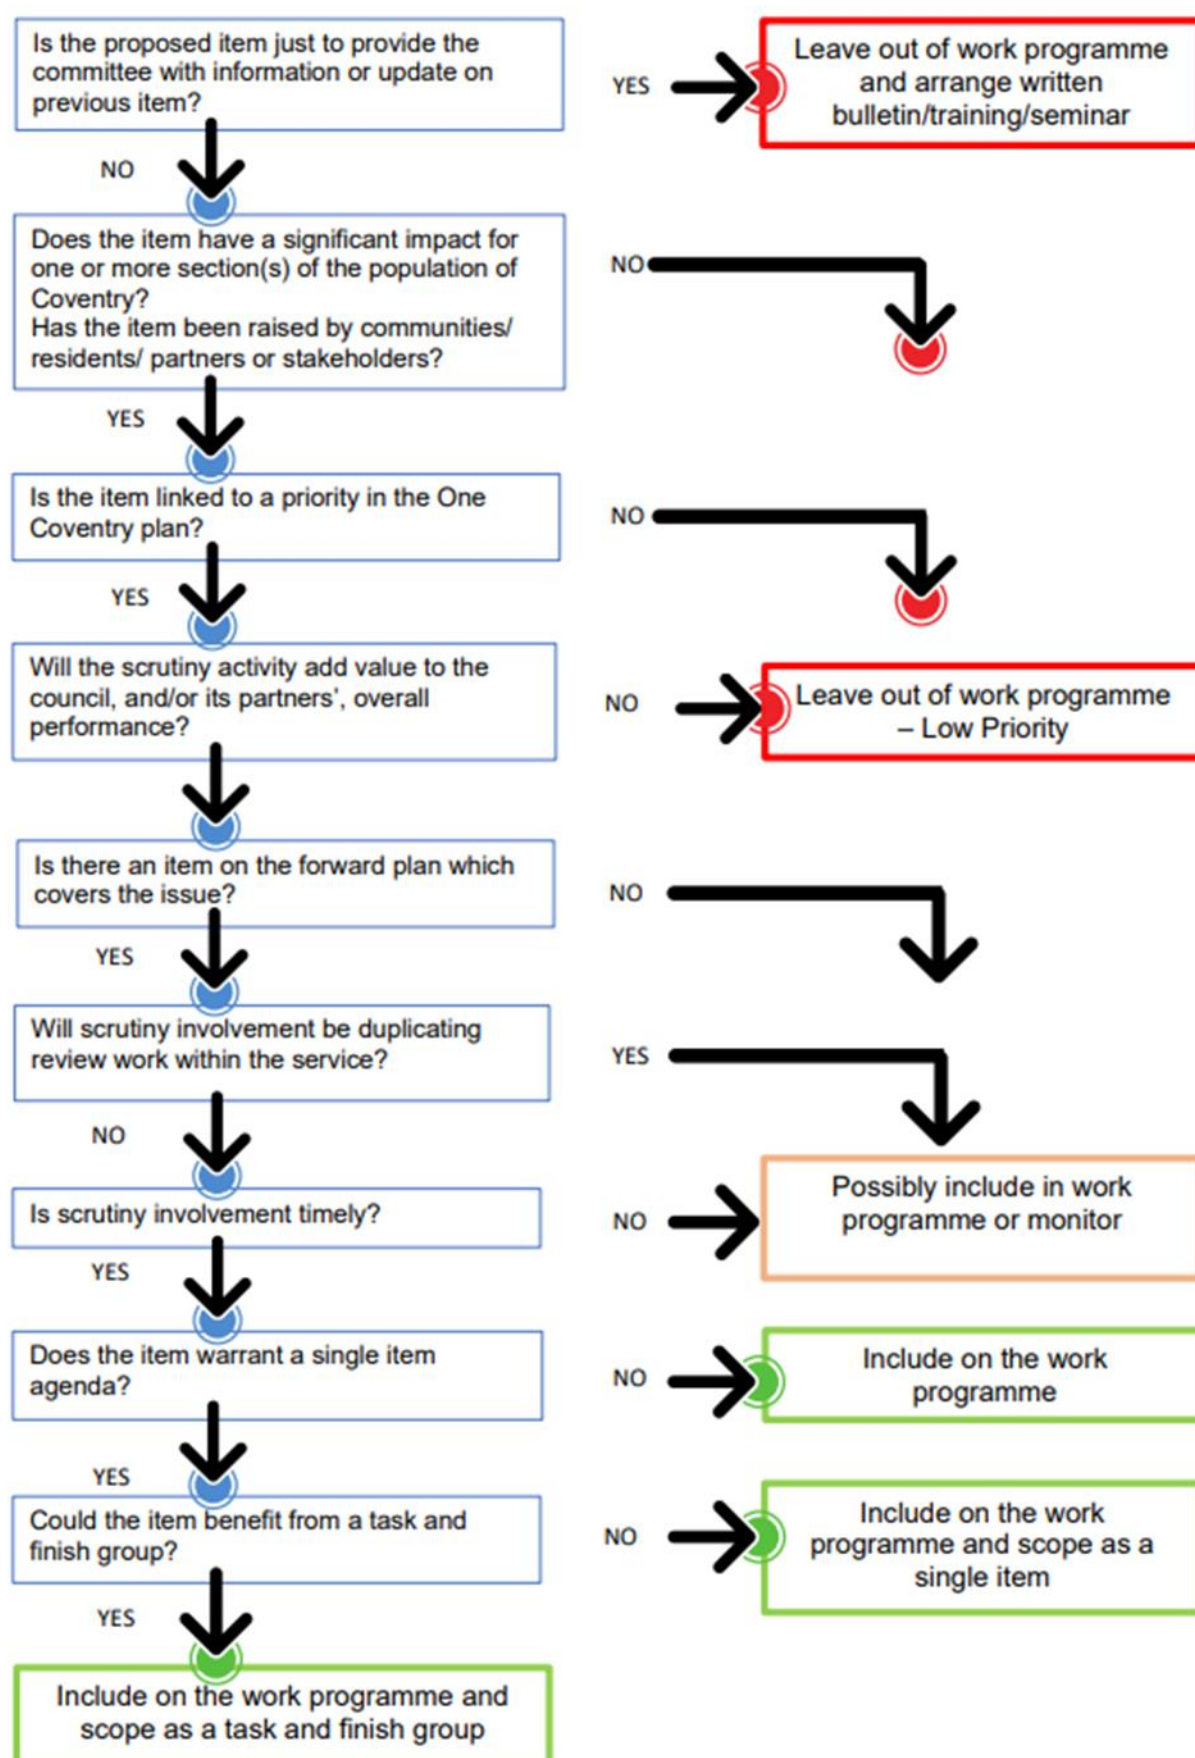 Is the proposed item just to provide the
committee with information or update on
previous item?
YES
Leave out of work programme
and arrange written
bulletin/training/seminar
NO
Does the item have a significant impact for
one or more section(s) of the population of
Coventry?
Has the item been raised by communities/
residents/ partners or stakeholders?
NO
YES
Is the item linked to a priority in the One
Coventry plan?
NO
YES
Will the scrutiny activity add value to the
council, and/or its partners', overall
performance?
NO
Leave out of work programme
– Low Priority
Is there an item on the forward plan which
covers the issue?
NO
YES
Will scrutiny involvement be duplicating
review work within the service?
YES
NO
Is scrutiny involvement timely?
NO
Possibly include in work
programme or monitor
YES
Does the item warrant a single item
agenda?
NO
Include on the work
programme
YES
Could the item benefit from a task and
finish group?
NO
Include on the work
programme and scope as a
single item
YES
Include on the work programme and
scope as a task and finish group